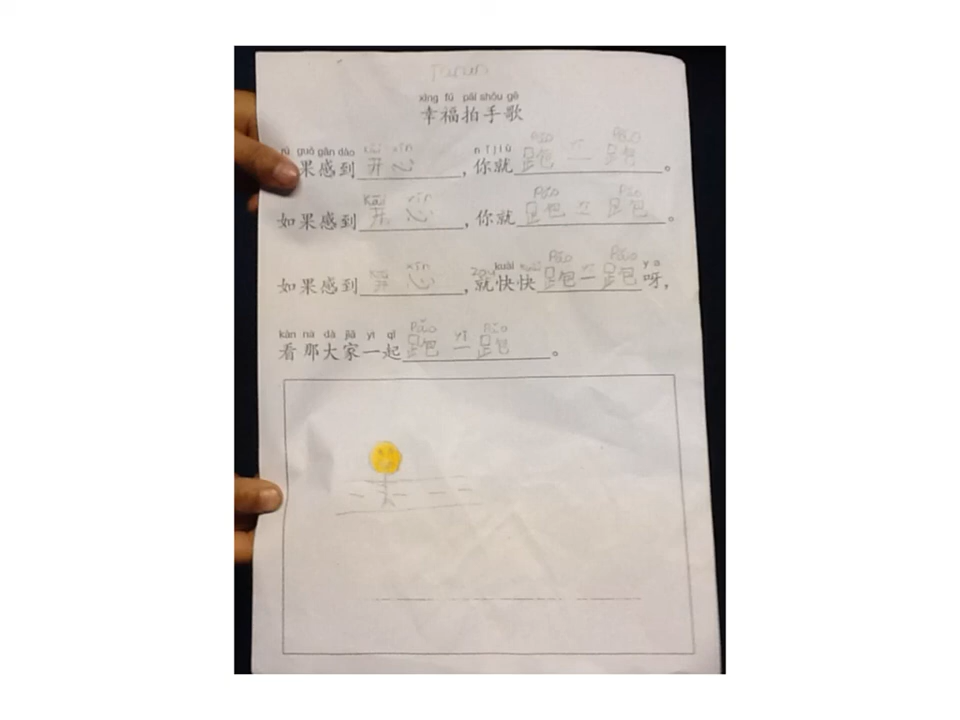 Tarun
xìng fú pāi shǒu gē
幸福拍手歌
rú guǒ gǎn dào kāi xīn nǐ jiù pǎo yī pǎo
果感到开心，你就跑一跑。
kāi xīn pǎo pǎo
如果感到开心，你就跑一跑。
xīn zou kuài kuài pǎo pǎo ya
如果感到开心，就快快跑一跑呀，
kàn nà dà jiā yì qǐ pǎo yī pǎo
看那大家一起跑一跑。